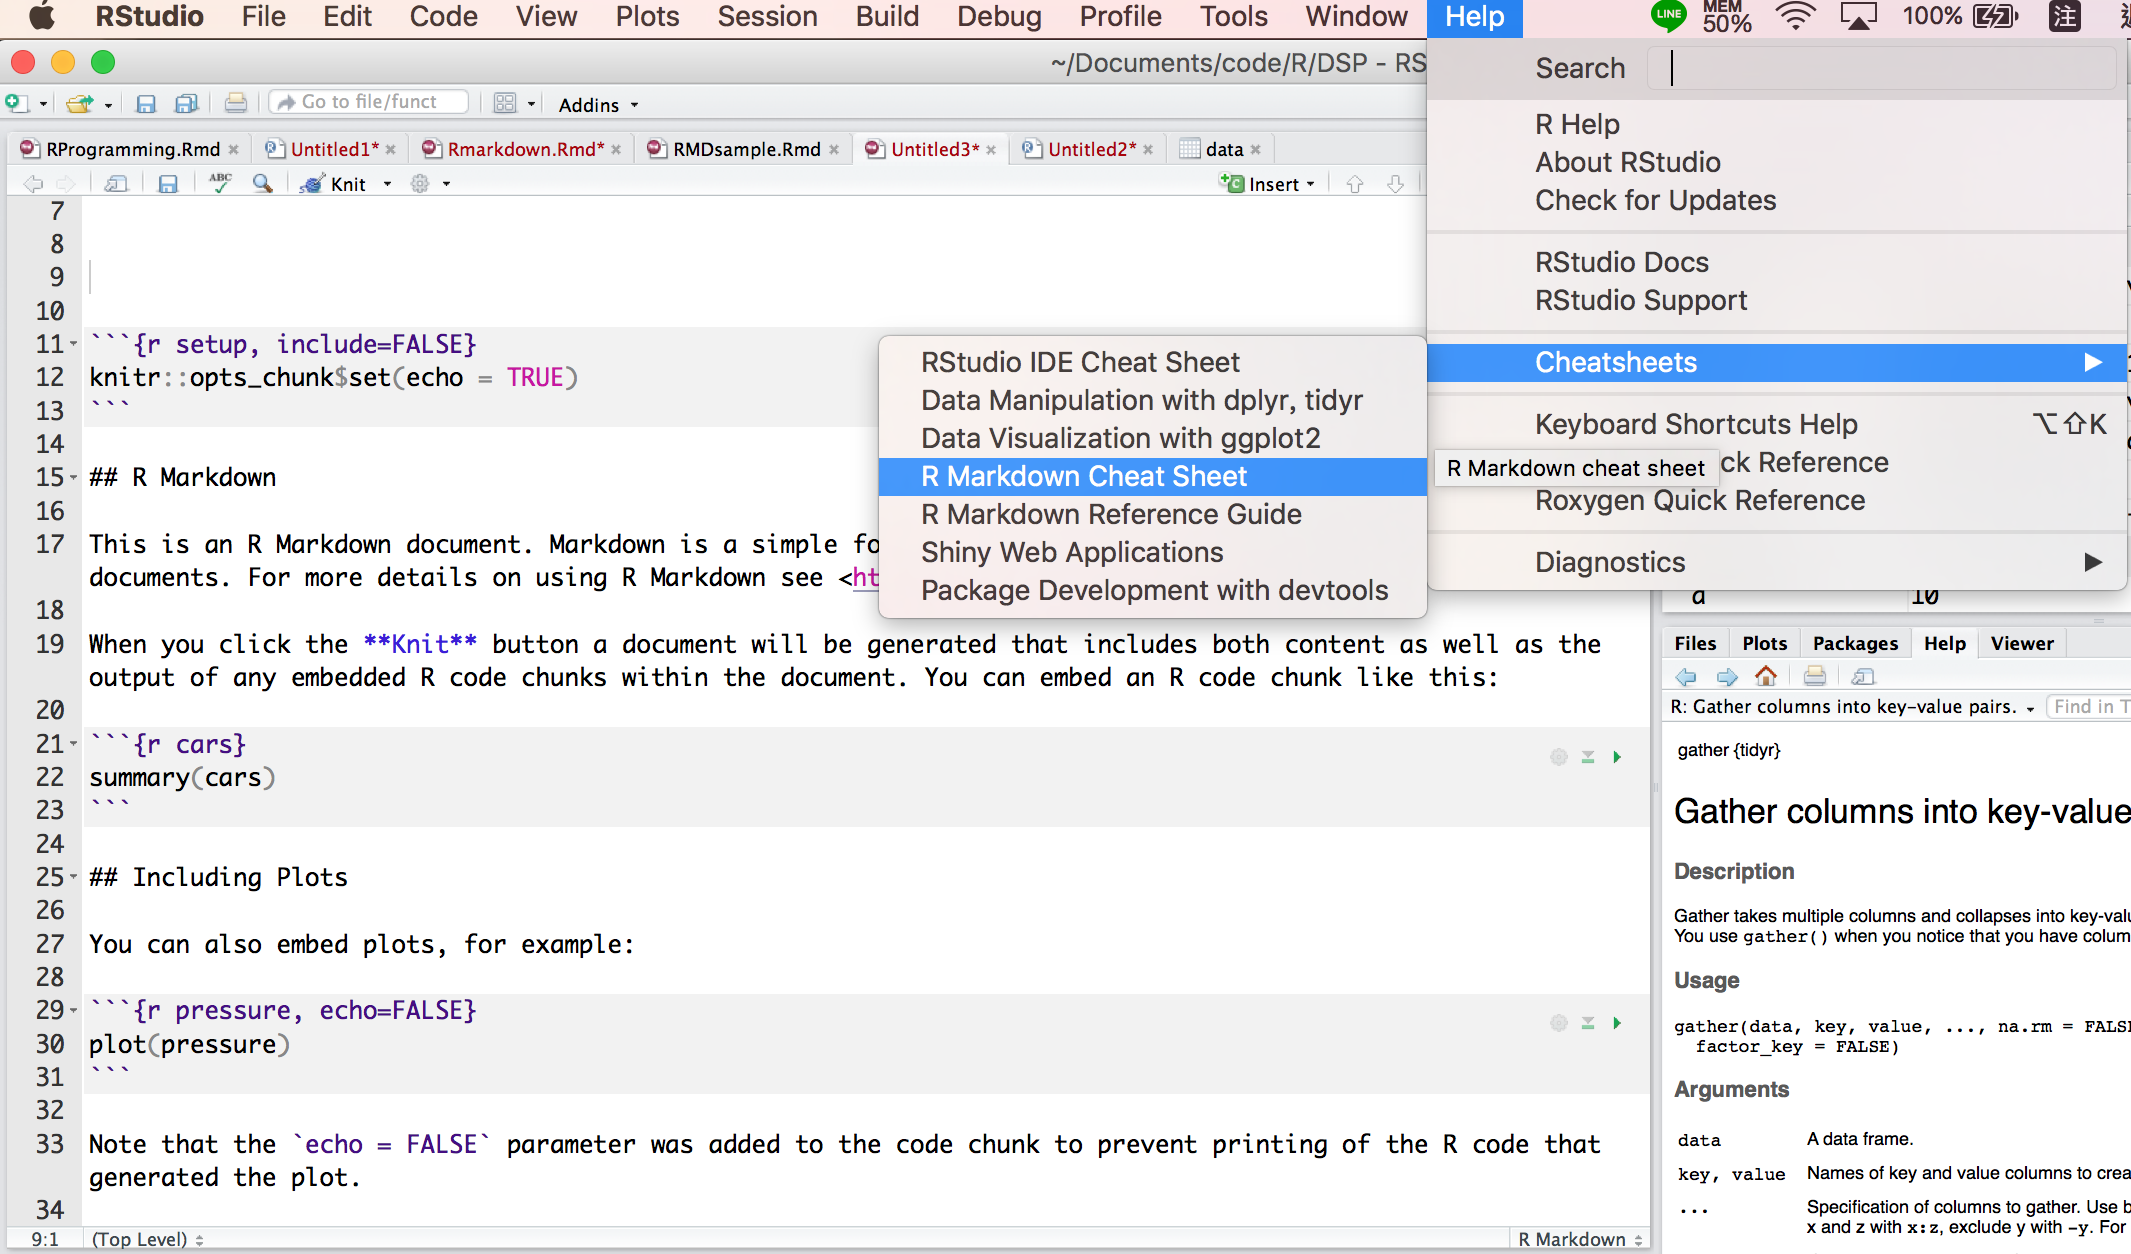 RStudio File Edit Code View Plots Session Build Debug Profile Tools Window Help LINE MEM 50% 100% 注
~/Documents/code/R/DSP - RS
Search
Go to file/funct Addins
RProgramming.Rmd Untitled1* Rmarkdown.Rmd* RMDsample.Rmd Untitled3* Untitled2* data
ABC Knit Insert
R Help
About RStudio
Check for Updates
RStudio Docs
RStudio Support
Cheatsheets
Keyboard Shortcuts Help ⌥⇧K
ck Reference
Roxygen Quick Reference
Diagnostics
RStudio IDE Cheat Sheet
Data Manipulation with dplyr, tidyr
Data Visualization with ggplot2
R Markdown Cheat Sheet
R Markdown Reference Guide
Shiny Web Applications
Package Development with devtools
R Markdown cheat sheet
7
8
9
10
11 ```{r setup, include=FALSE}
12 knitr::opts_chunk$set(echo = TRUE)
13 ```
14
15 ## R Markdown
16
17 This is an R Markdown document. Markdown is a simple fo
documents. For more details on using R Markdown see <ht
18
19 When you click the **Knit** button a document will be generated that includes both content as well as the
output of any embedded R code chunks within the document. You can embed an R code chunk like this:
20
21 ```{r cars}
22 summary(cars)
23 ```
24
25 ## Including Plots
26
27 You can also embed plots, for example:
28
29 ```{r pressure, echo=FALSE}
30 plot(pressure)
31 ```
32
33 Note that the `echo = FALSE` parameter was added to the code chunk to prevent printing of the R code that
generated the plot.
34
9:1 (Top Level) R Markdown
a 10
Files Plots Packages Help Viewer
R: Gather columns into key-value pairs. Find in T
gather {tidyr}
Gather columns into key-value
Description
Gather takes multiple columns and collapses into key-valu
You use gather() when you notice that you have colum
Usage
gather(data, key, value, ..., na.rm = FALSE
factor_key = FALSE)
Arguments
data A data frame.
key, value Names of key and value columns to crea
... Specification of columns to gather. Use b
x and z with x:z, exclude y with -y. For